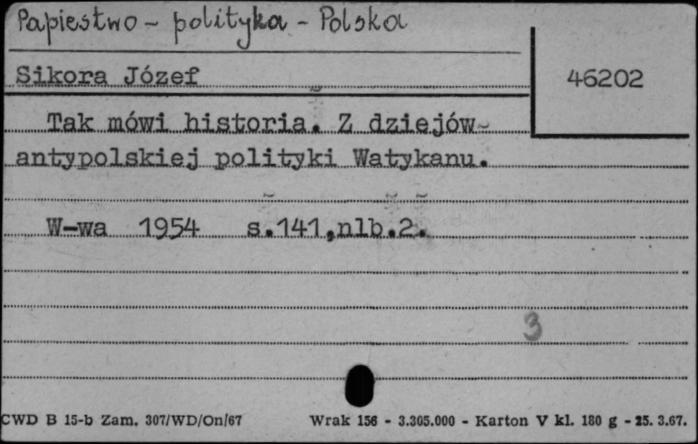 Papiestwo - polityka - Polska
Sikora Józef
46202
Tak mówi historia. Z dziejów
antypolskiej polityki Watykanu.
W-wa 1954 s.141,nlb.2.
3
CWD B 15-b Zam. 307/WD/On/67 Wrak 156 - 3.305.000 - Karton V kl. 180 g - 25. 3.67.